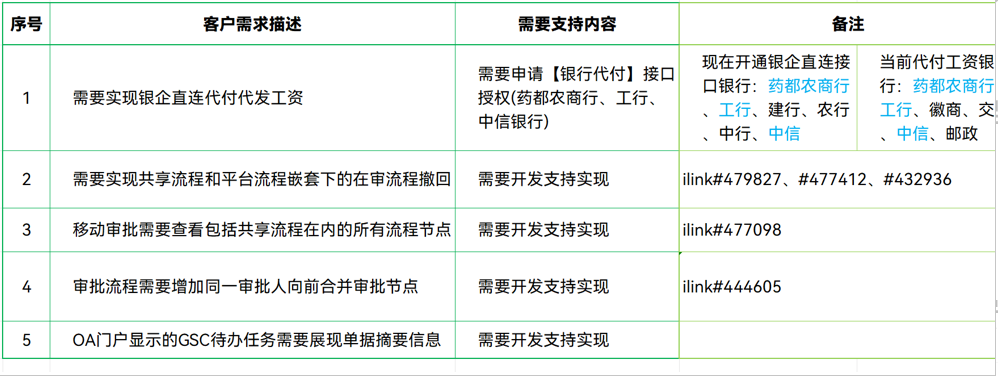 序号 客户需求描述 需要支持内容 备注
1 需要实现银企直连代付代发工资
需要申请【银行代付】接口
授权(药都农商行、工行、
中信银行)
现在开通银企直连接
口银行：药都农商行
、工行、建行、农行
、中行、中信
当前代付工资银
行：药都农商行
工行、徽商、交
、中信、邮政
2 需要实现共享流程和平台流程嵌套下的在审流程撤回 需要开发支持实现 ilink#479827、#477412、#432936
3 移动审批需要查看包括共享流程在内的所有流程节点 需要开发支持实现 ilink#477098
4 审批流程需要增加同一审批人向前合并审批节点 需要开发支持实现 ilink#444605
5 OA门户显示的GSC待办任务需要展现单据摘要信息 需要开发支持实现